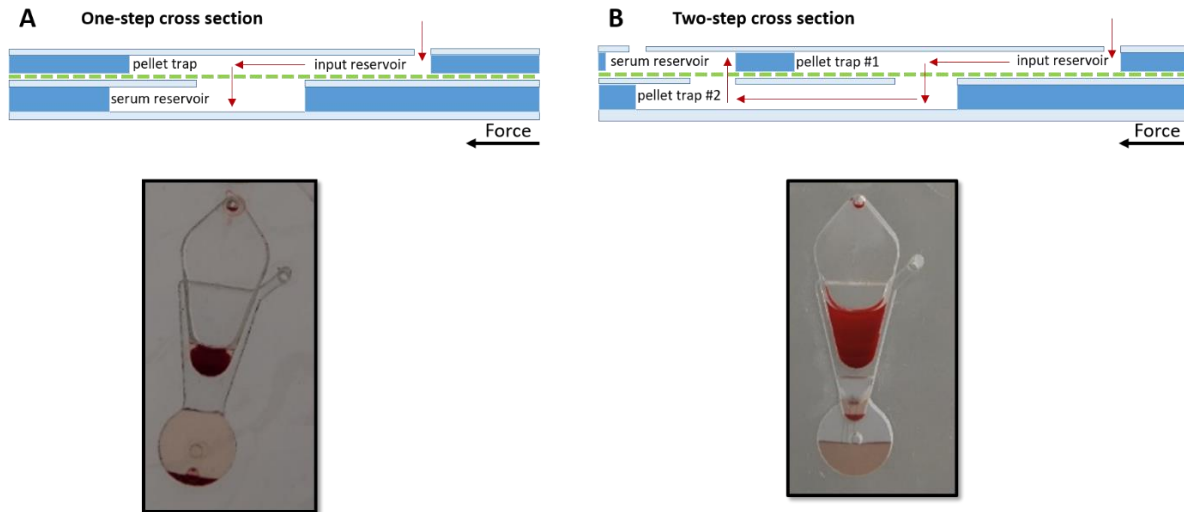 A
One-step cross section
pellet trap
input reservoir
serum reservoir
Force
B
Two-step cross section
serum reservoir
pellet trap #1
input reservoir
pellet trap #2
Force